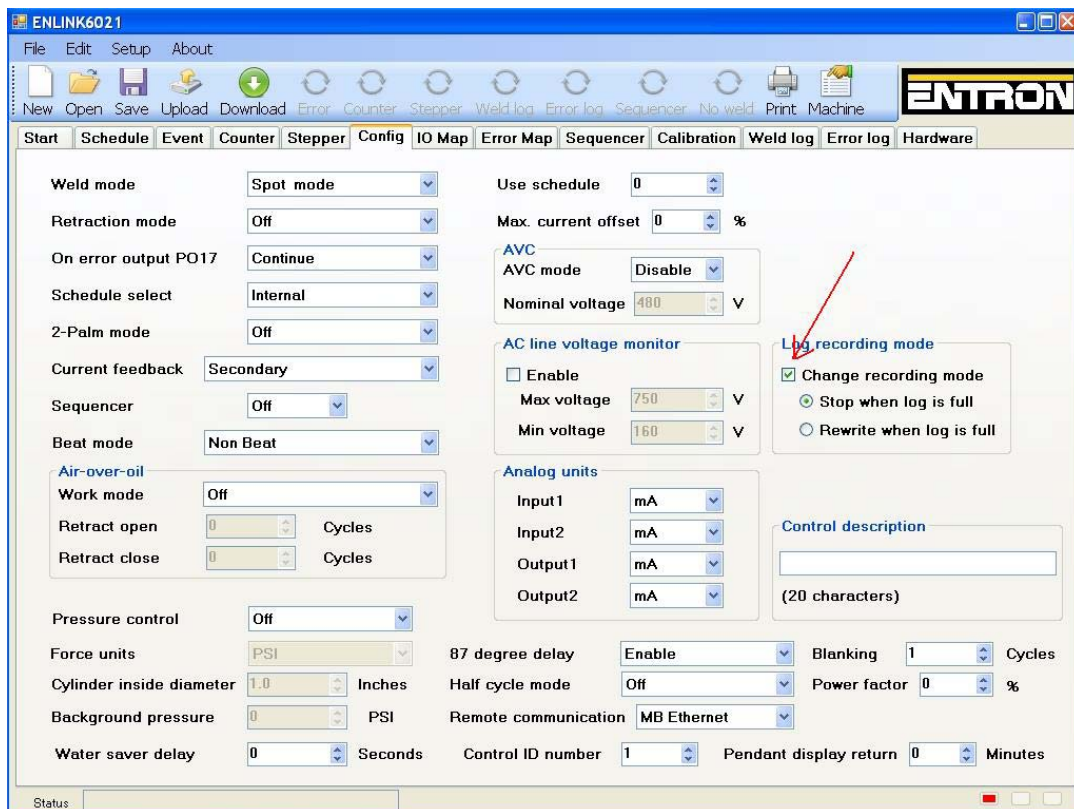 ENLINK6021
File Edit Setup About
New Open Save Upload Download Error Counter Stepper Weld log Error log Sequencer No weld Print Machine
ENTRON
Start Schedule Event Counter Stepper Config IO Map Error Map Sequencer Calibration Weld log Error log Hardware
Weld mode Spot mode
Retraction mode Off
On error output PO17 Continue
Schedule select Internal
2-Palm mode Off
Current feedback Secondary
Sequencer Off
Beat mode Non Beat
Air-over-oil
Work mode Off
Retract open 0 Cycles
Retract close 0 Cycles
Use schedule 0
Max. current offset 0 %
AVC
AVC mode Disable
Nominal voltage 480 V
AC line voltage monitor
Enable
Max voltage 750 V
Min voltage 160 V
Log recording mode
Change recording mode
Stop when log is full
Rewrite when log is full
Analog units
Input1 mA
Input2 mA
Output1 mA
Output2 mA
Control description
(20 characters)
Pressure control Off
Force units PSI
Cylinder inside diameter 1.0 Inches
Background pressure 0 PSI
Water saver delay 0 Seconds
87 degree delay Enable
Half cycle mode Off
Remote communication MB Ethernet
Control ID number 1
Blanking 1 Cycles
Power factor 0 %
Pendant display return 0 Minutes
Status